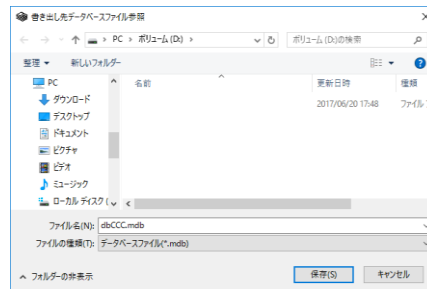 書き出し先データベースファイル参照
PC > ボリューム (D:) >
ボリューム (D:)の検索
整理 新しいフォルダー
名前 更新日時 種類
PC
ダウンロード
デスクトップ
ドキュメント
ピクチャ
ビデオ
ミュージック
ローカル ディスク (
2017/06/20 17:48 ファイル
ファイル名(N): dbCCC.mdb
ファイルの種類(T): データベースファイル(*.mdb)
フォルダーの非表示 保存(S) キャンセル